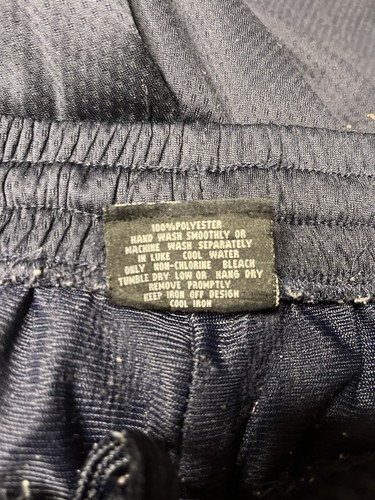 100%POLYESTER
HAND WASH SMOOTHLY OR
MACHINE WASH SEPARATELY
IN LUKE COOL WATER
ONLY NON-CHLORINE BLEACH
TUMBLE DRY LOW OR HANG DRY
REMOVE PROMPTLY
KEEP IRON OFF DESIGN
COOL IRON